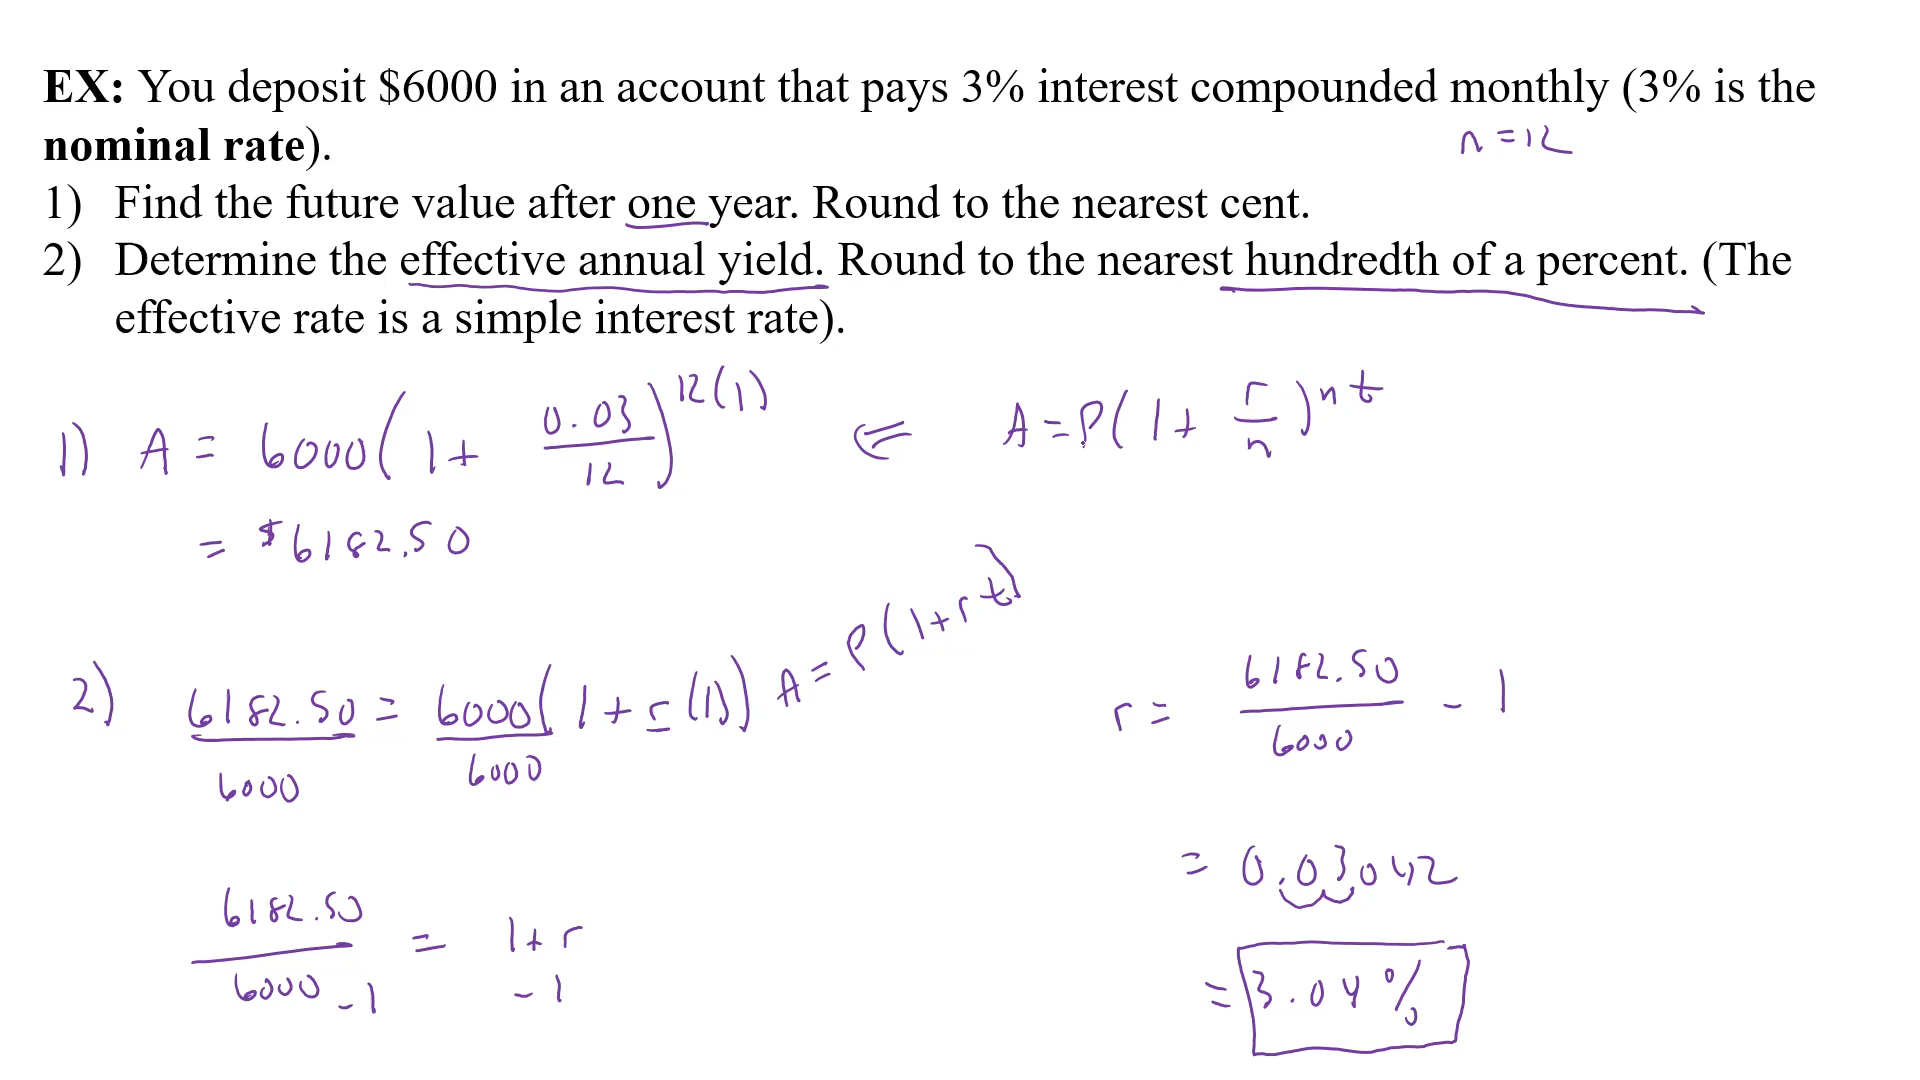 EX: You deposit $6000 in an account that pays 3% interest compounded monthly (3% is the
nominal rate).
n = 12
1) Find the future value after one year. Round to the nearest cent.
2) Determine the effective annual yield. Round to the nearest hundredth of a percent. (The
effective rate is a simple interest rate).
1) A = 6000(1 + 0.03/12)^12(1) ⇐ A = P(1 + r/n)^nt
= $6182.50
2) 6182.50/6000 = 6000(1 + r(1))/6000 A = P(1+rt)
6182.50/6000 - 1 = 1 + r - 1
r = 6182.50/6000 - 1
= 0.03042
= 3.04%